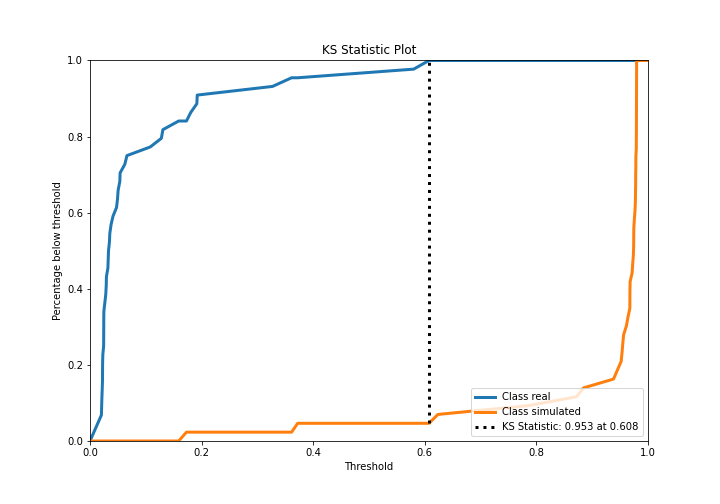 KS Statistic Plot
1.0
0.8
0.6
0.4
0.2
0.0
Percentage below threshold
0.0 0.2 0.4 0.6 0.8 1.0
Threshold
Class real
Class simulated
KS Statistic: 0.953 at 0.608